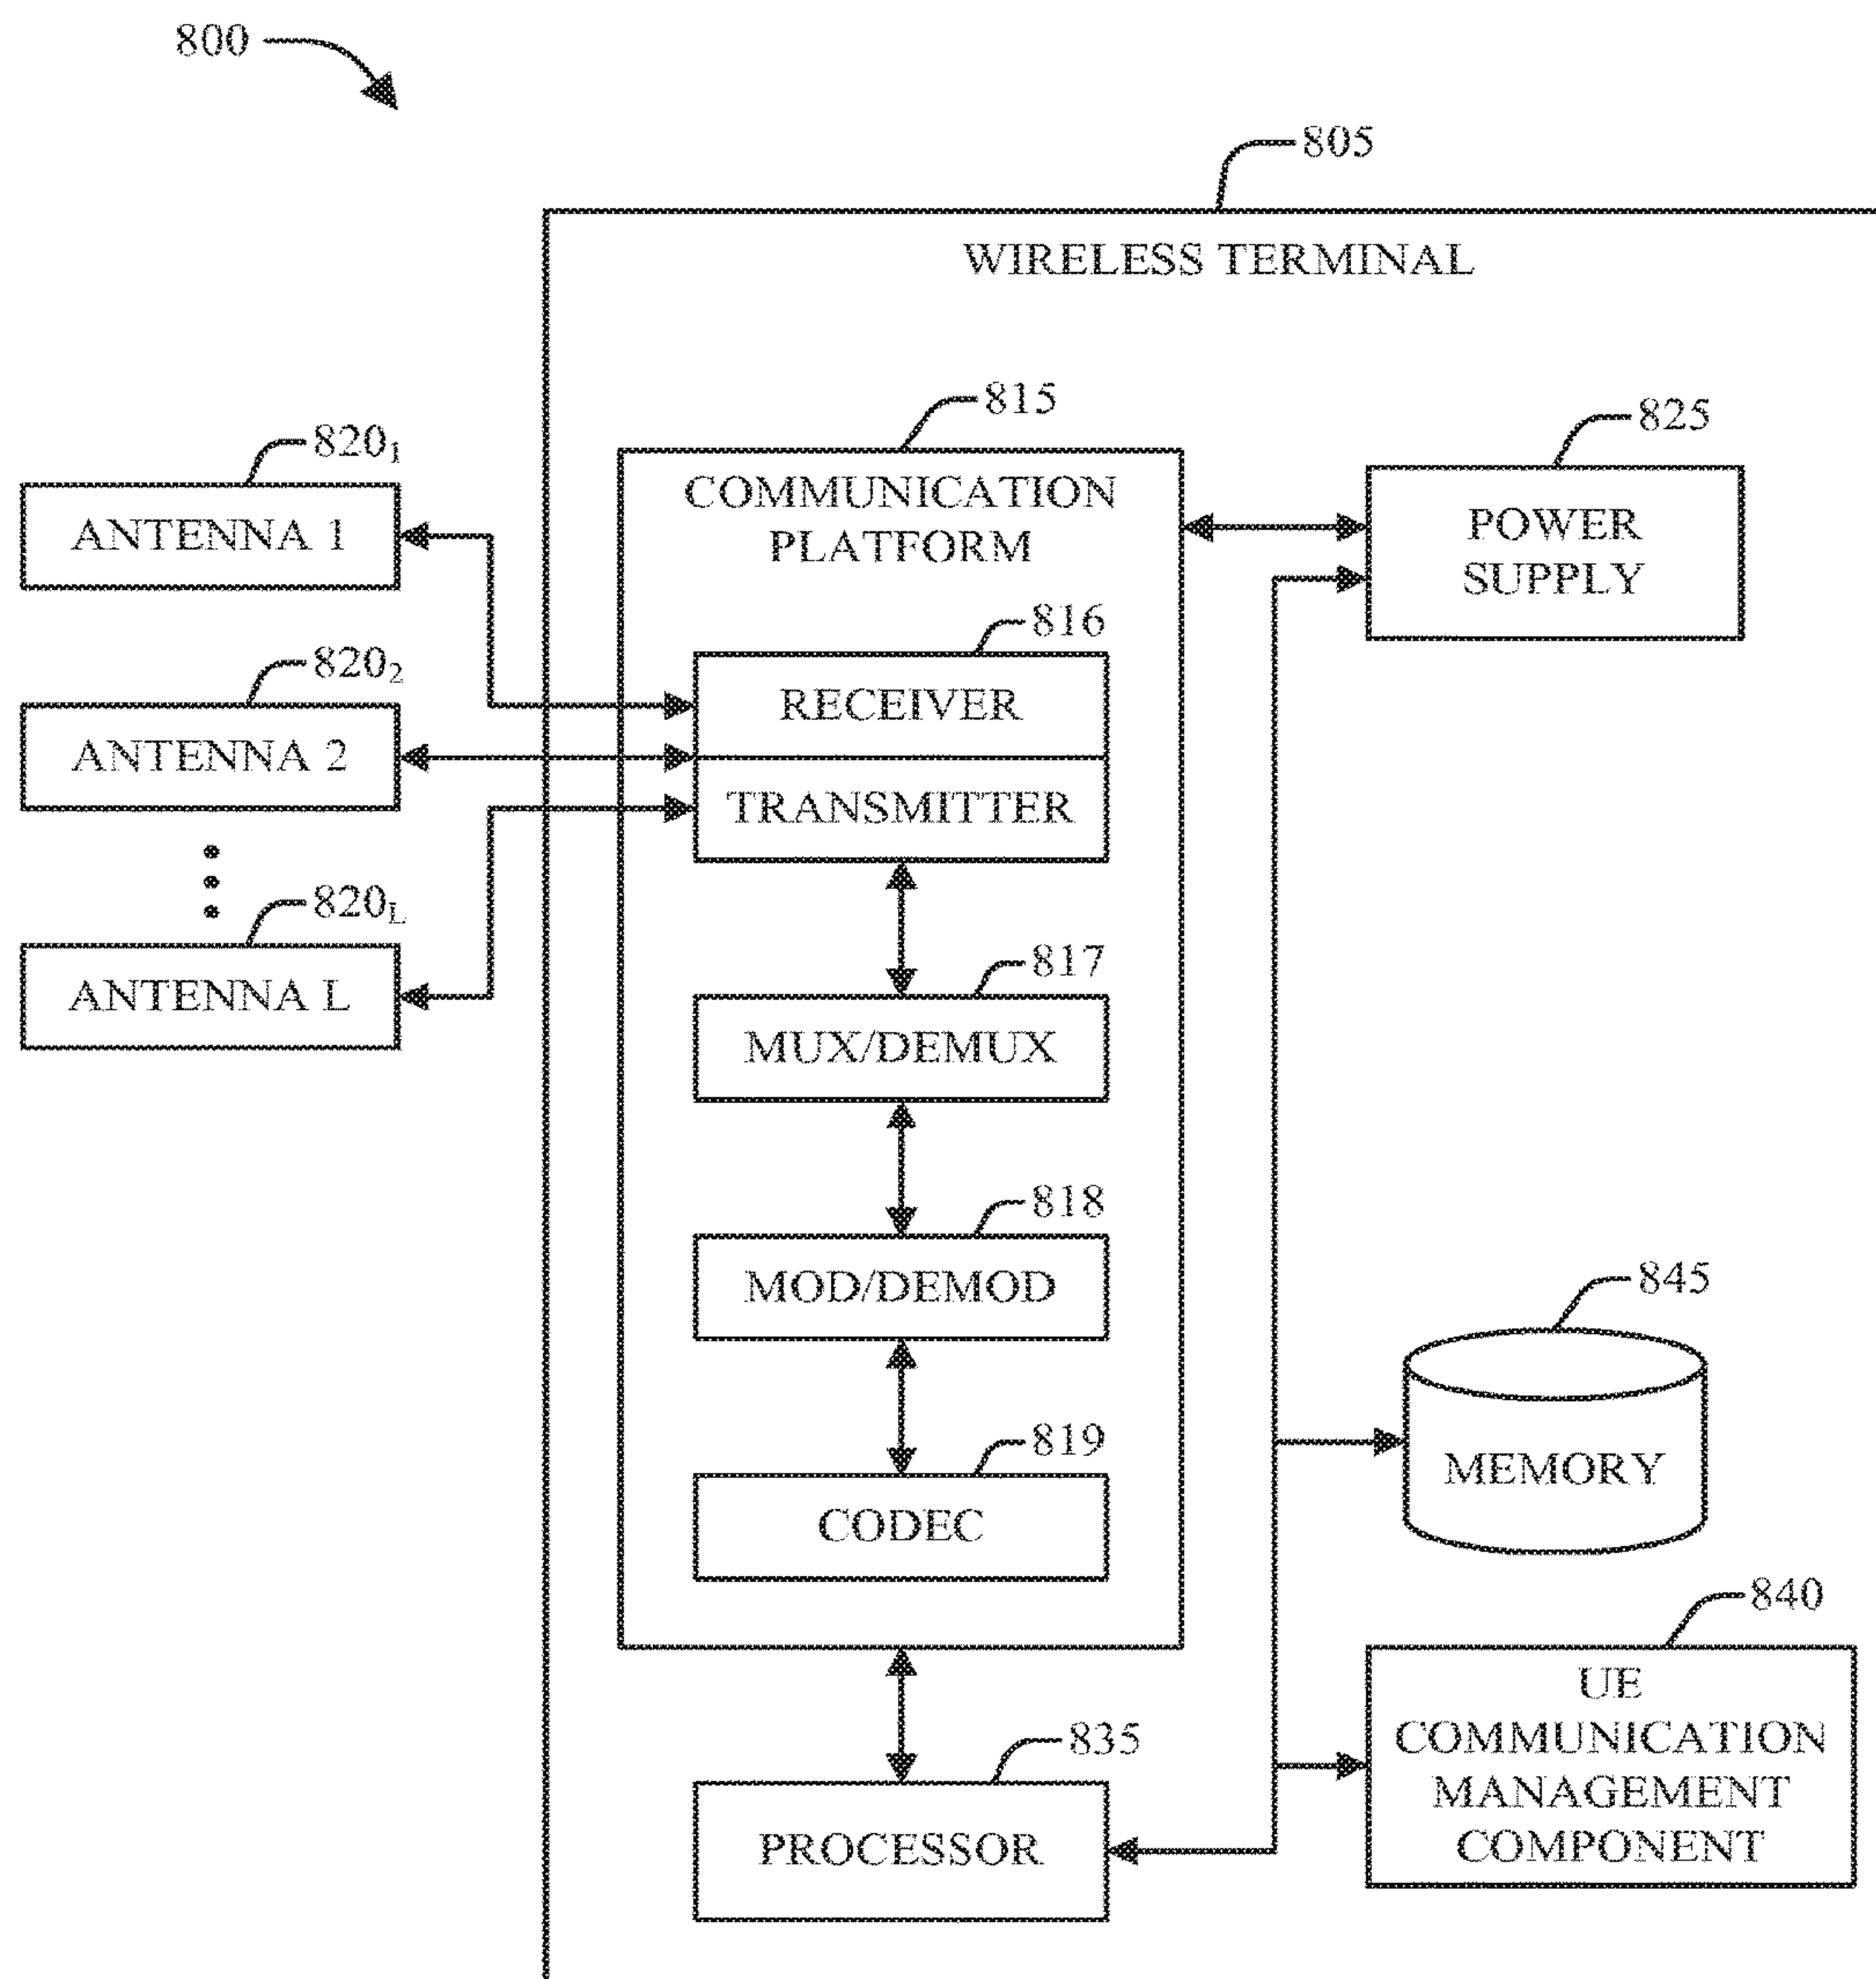 800
805
WIRELESS TERMINAL
815
COMMUNICATION
PLATFORM
825
POWER
SUPPLY
820₁
ANTENNA 1
820₂
ANTENNA 2
820L
ANTENNA L
816
RECEIVER
TRANSMITTER
817
MUX/DEMUX
818
MOD/DEMOD
819
CODEC
845
MEMORY
840
UE
COMMUNICATION
MANAGEMENT
COMPONENT
835
PROCESSOR